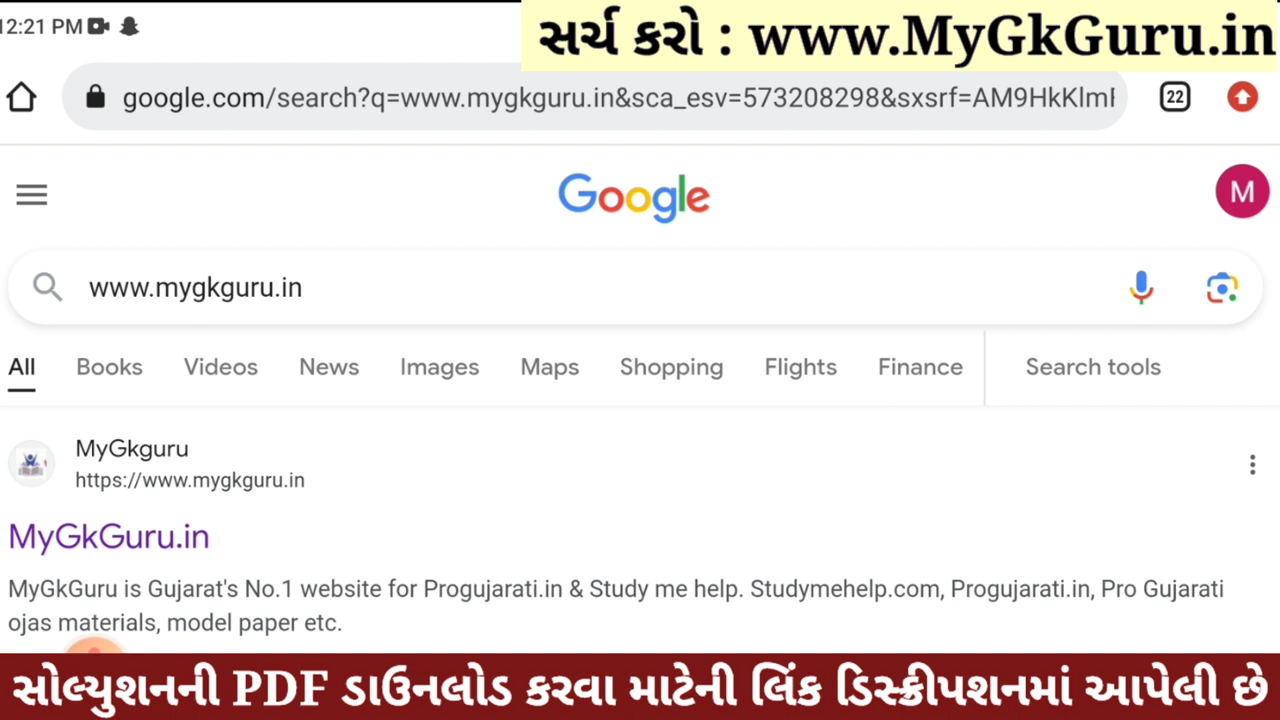 12:21 PM
સર્ચ કરો : www.MyGkGuru.in
google.com/search?q=www.mygkguru.in&sca_esv=573208298&sxsrf=AM9HkKlm
22
Google
M
www.mygkguru.in
All Books Videos News Images Maps Shopping Flights Finance Search tools
MyGkguru
https://www.mygkguru.in
MyGkGuru.in
MyGkGuru is Gujarat's No.1 website for Progujarati.in & Study me help. Studymehelp.com, Progujarati.in, Pro Gujarati
ojas materials, model paper etc.
સોલ્યુશનની PDF ડાઉનલોડ કરવા માટેની લિંક ડિસ્ક્રીપશનમાં આપેલી છે